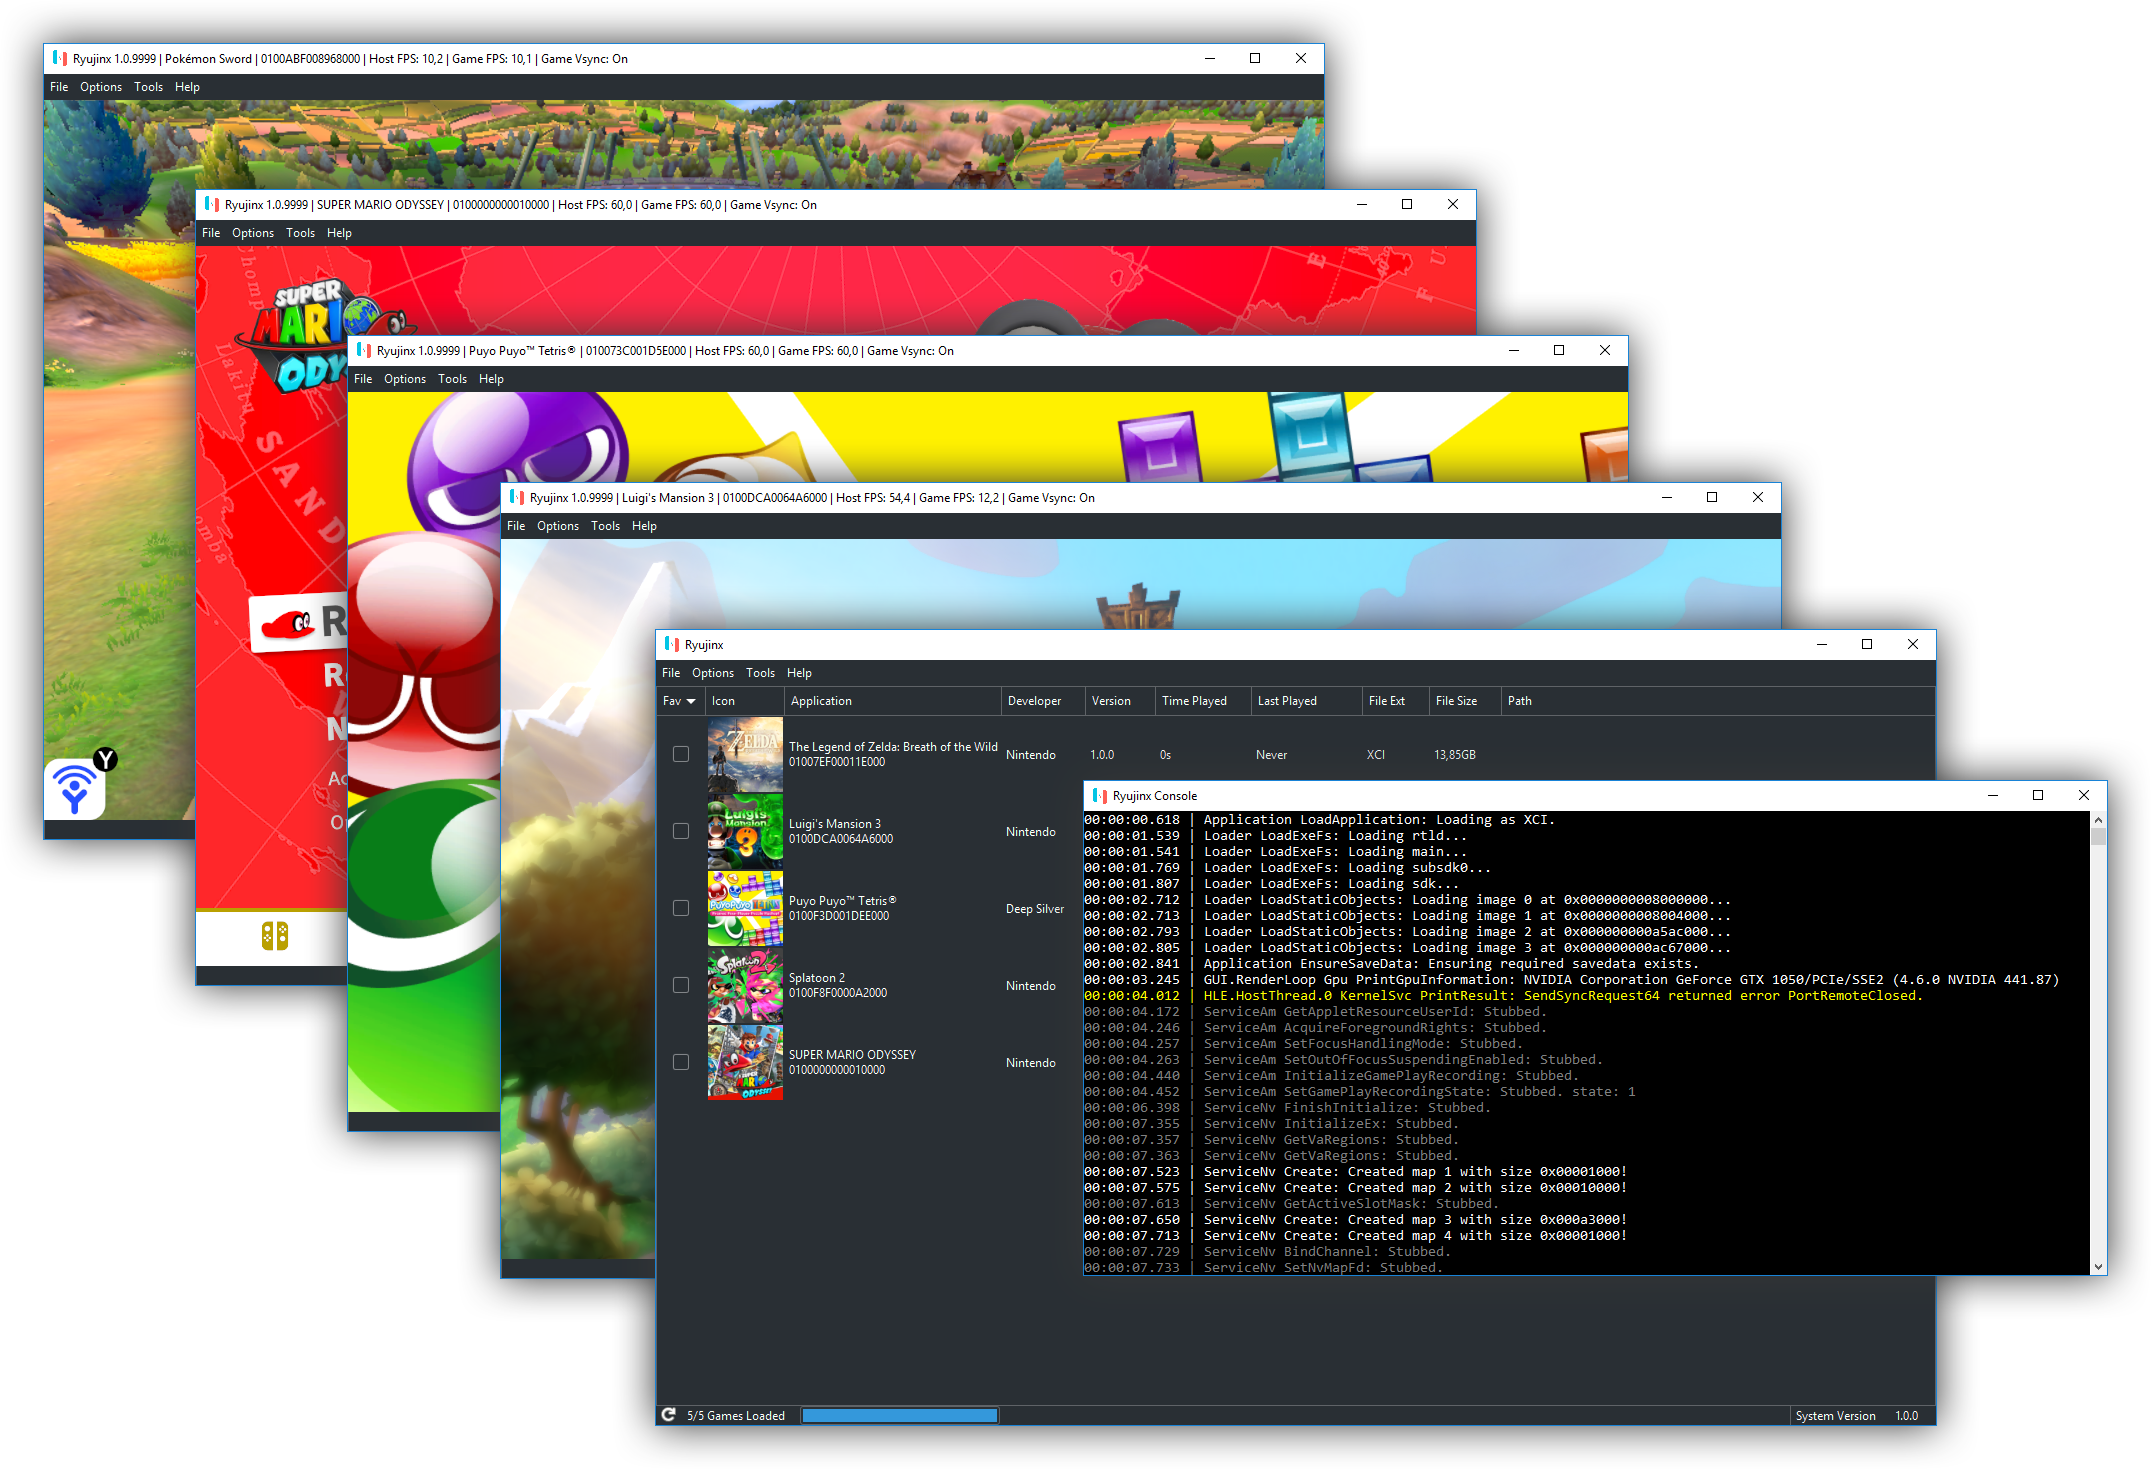 Ryujinx 1.0.9999 | Pokémon Sword | 0100ABF008968000 | Host FPS: 10,2 | Game FPS: 10,1 | Game Vsync: On
File Options Tools Help
Y
Ryujinx 1.0.9999 | SUPER MARIO ODYSSEY | 0100000000010000 | Host FPS: 60,0 | Game FPS: 60,0 | Game Vsync: On
File Options Tools Help
SUPER
MARIO
SAND
Ryujinx 1.0.9999 | Puyo Puyo™ Tetris® | 010073C001D5E000 | Host FPS: 60,0 | Game FPS: 60,0 | Game Vsync: On
File Options Tools Help
Ryujinx 1.0.9999 | Luigi's Mansion 3 | 0100DCA0064A6000 | Host FPS: 54,4 | Game FPS: 12,2 | Game Vsync: On
File Options Tools Help
Ryujinx
File Options Tools Help
Fav Icon Application Developer Version Time Played Last Played File Ext File Size Path
ZELDA
The Legend of Zelda: Breath of the Wild
01007EF00011E000
Nintendo 1.0.0 0s Never XCI 13,85GB
Luigi's
Mansion
3
Luigi's Mansion 3
0100DCA0064A6000
Nintendo
PuyoPuyo TETRIS
Puyo Puyo™ Tetris®
0100F3D001DEE000
Deep Silver
Splatoon 2
Splatoon 2
0100F8F0000A2000
Nintendo
SUPER
MARIO
ODYSSEY
SUPER MARIO ODYSSEY
0100000000010000
Nintendo
5/5 Games Loaded
System Version 1.0.0
Ryujinx Console
00:00:00.618 | Application LoadApplication: Loading as XCI.
00:00:01.539 | Loader LoadExeFs: Loading rtld...
00:00:01.541 | Loader LoadExeFs: Loading main...
00:00:01.769 | Loader LoadExeFs: Loading subsdk0...
00:00:01.807 | Loader LoadExeFs: Loading sdk...
00:00:02.712 | Loader LoadStaticObjects: Loading image 0 at 0x0000000008000000...
00:00:02.713 | Loader LoadStaticObjects: Loading image 1 at 0x0000000008004000...
00:00:02.793 | Loader LoadStaticObjects: Loading image 2 at 0x000000000a5ac000...
00:00:02.805 | Loader LoadStaticObjects: Loading image 3 at 0x000000000ac67000...
00:00:02.841 | Application EnsureSaveData: Ensuring required savedata exists.
00:00:03.245 | GUI.RenderLoop Gpu PrintGpuInformation: NVIDIA Corporation GeForce GTX 1050/PCIe/SSE2 (4.6.0 NVIDIA 441.87)
00:00:04.012 | HLE.HostThread.0 KernelSvc PrintResult: SendSyncRequest64 returned error PortRemoteClosed.
00:00:04.172 | ServiceAm GetAppletResourceUserId: Stubbed.
00:00:04.246 | ServiceAm AcquireForegroundRights: Stubbed.
00:00:04.257 | ServiceAm SetFocusHandlingMode: Stubbed.
00:00:04.263 | ServiceAm SetOutOfFocusSuspendingEnabled: Stubbed.
00:00:04.440 | ServiceAm InitializeGamePlayRecording: Stubbed.
00:00:04.452 | ServiceAm SetGamePlayRecordingState: Stubbed. state: 1
00:00:06.398 | ServiceNv FinishInitialize: Stubbed.
00:00:07.355 | ServiceNv InitializeEx: Stubbed.
00:00:07.357 | ServiceNv GetVaRegions: Stubbed.
00:00:07.363 | ServiceNv GetVaRegions: Stubbed.
00:00:07.523 | ServiceNv Create: Created map 1 with size 0x00001000!
00:00:07.575 | ServiceNv Create: Created map 2 with size 0x00010000!
00:00:07.613 | ServiceNv GetActiveSlotMask: Stubbed.
00:00:07.650 | ServiceNv Create: Created map 3 with size 0x000a3000!
00:00:07.713 | ServiceNv Create: Created map 4 with size 0x00001000!
00:00:07.729 | ServiceNv BindChannel: Stubbed.
00:00:07.733 | ServiceNv SetNvMapFd: Stubbed.